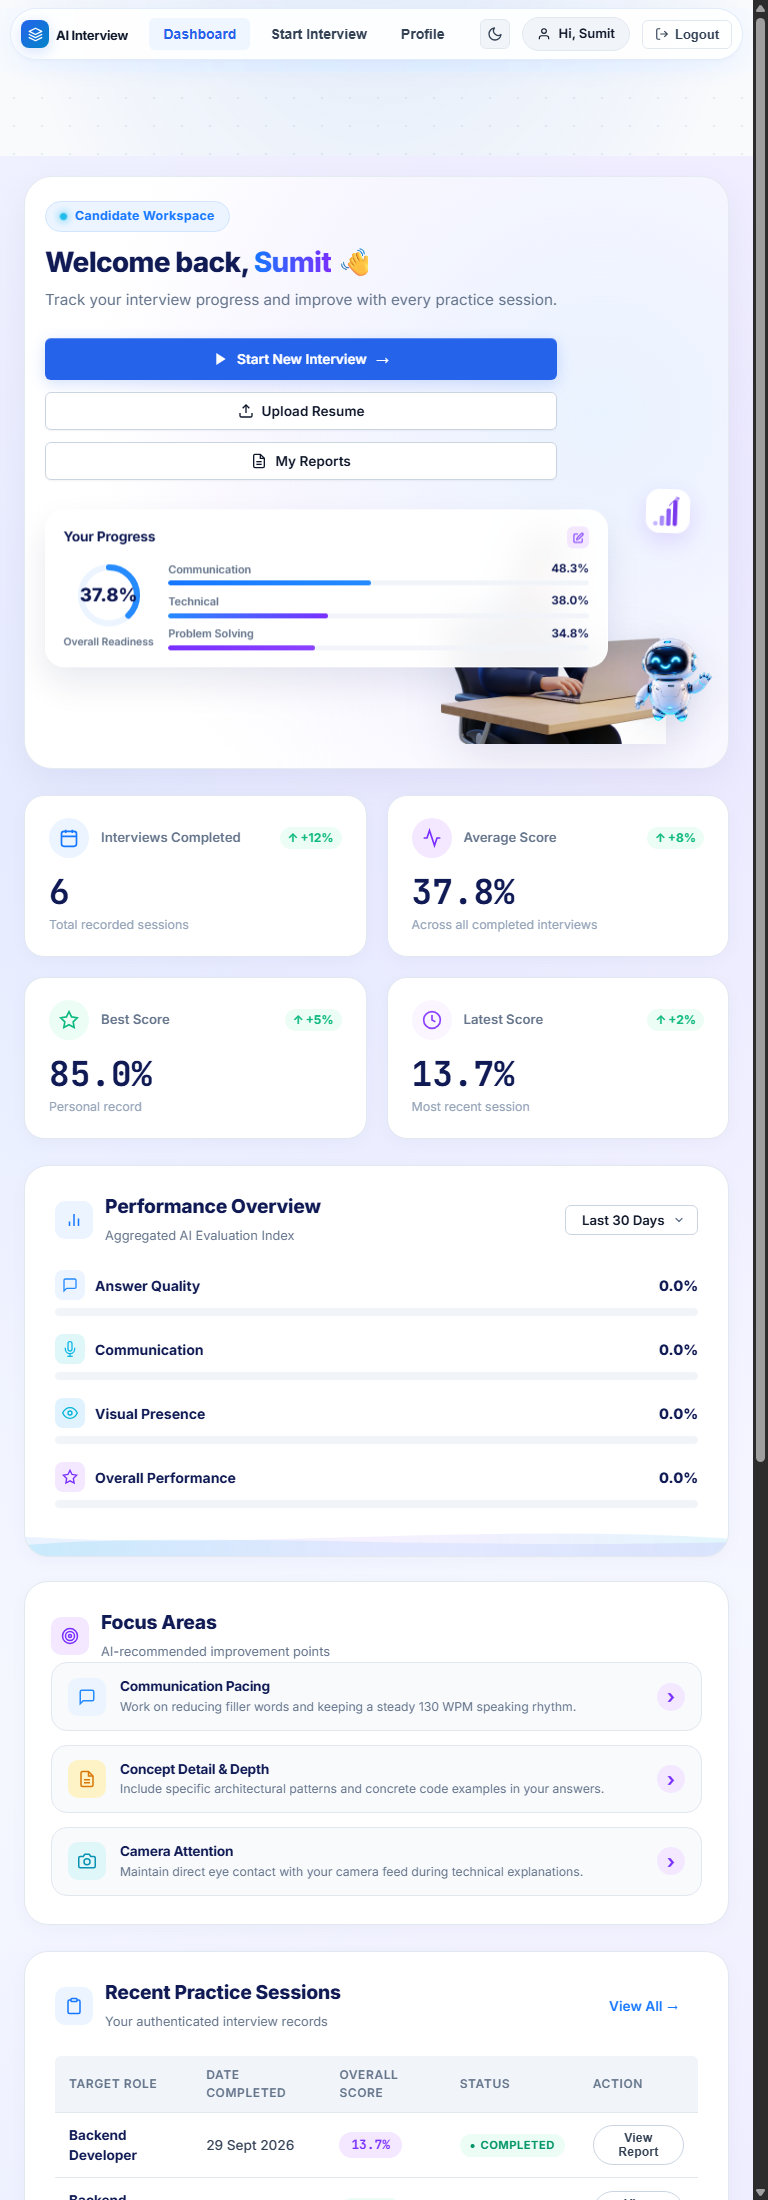 AI Interview
Dashboard
Start Interview
Profile
Hi, Sumit
Logout
Candidate Workspace
Welcome back, Sumit 👋
Track your interview progress and improve with every practice session.
Start New Interview →
Upload Resume
My Reports
Your Progress
37.8%
Overall Readiness
Communication 48.3%
Technical 38.0%
Problem Solving 34.8%
Interviews Completed
↑ +12%
6
Total recorded sessions
Average Score
↑ +8%
37.8%
Across all completed interviews
Best Score
↑ +5%
85.0%
Personal record
Latest Score
↑ +2%
13.7%
Most recent session
Performance Overview
Aggregated AI Evaluation Index
Last 30 Days
Answer Quality 0.0%
Communication 0.0%
Visual Presence 0.0%
Overall Performance 0.0%
Focus Areas
AI-recommended improvement points
Communication Pacing
Work on reducing filler words and keeping a steady 130 WPM speaking rhythm.
Concept Detail & Depth
Include specific architectural patterns and concrete code examples in your answers.
Camera Attention
Maintain direct eye contact with your camera feed during technical explanations.
Recent Practice Sessions
Your authenticated interview records
View All →
TARGET ROLE
DATE
COMPLETED
OVERALL
SCORE
STATUS
ACTION
Backend
Developer
29 Sept 2026
13.7%
• COMPLETED
View
Report
Backend